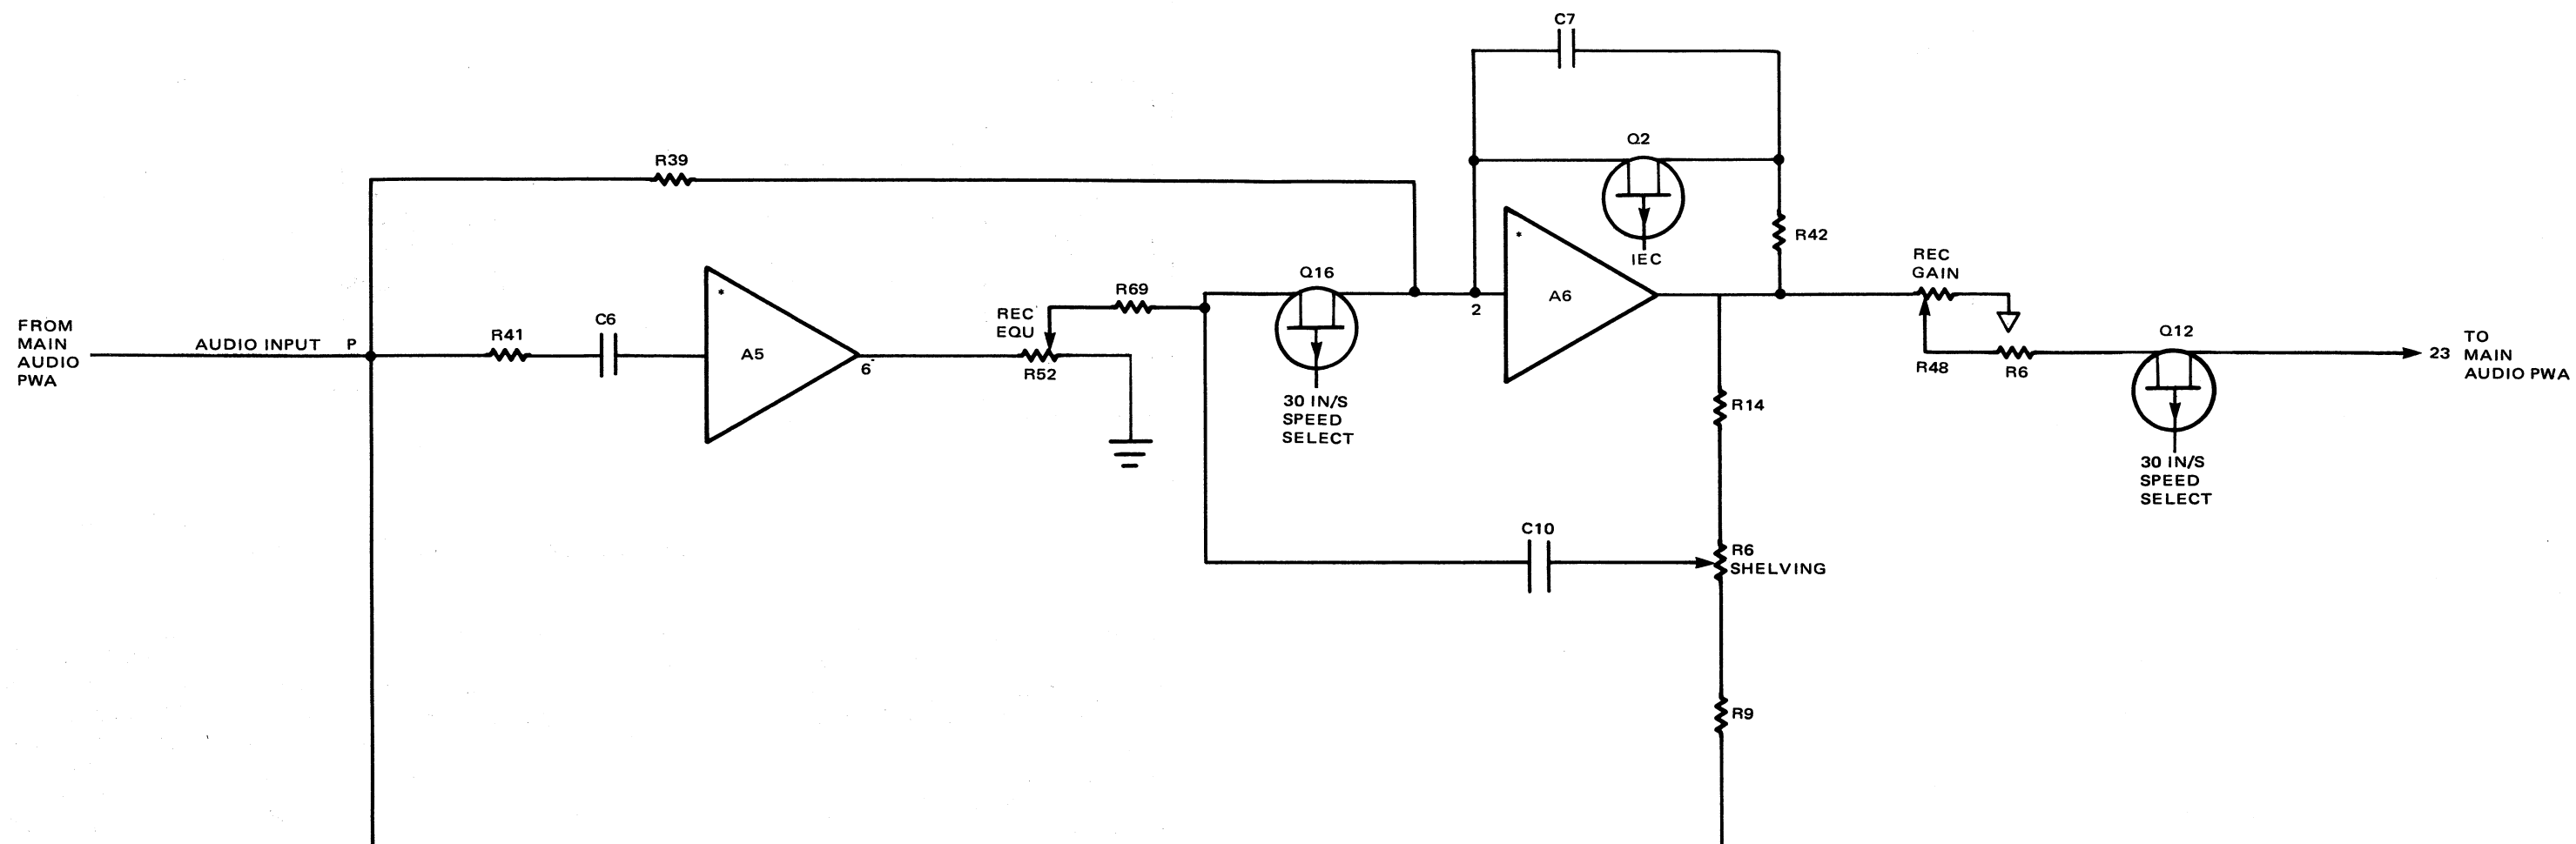 C7
Q2
R39
R42
IEC
REC
GAIN
Q16
R69
A6
2
REC
EQU
C6
R41
FROM
MAIN
AUDIO
PWA
AUDIO INPUT P
A5
6
R52
Q12
R48
R6
23
TO
MAIN
AUDIO PWA
30 IN/S
SPEED
SELECT
R14
30 IN/S
SPEED
SELECT
C10
R6
SHELVING
R9
*
*